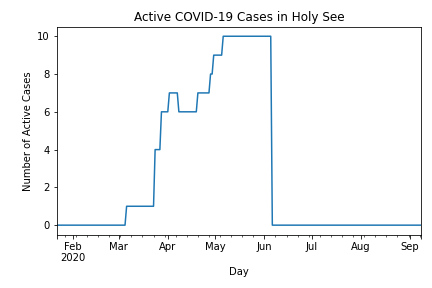 Active COVID-19 Cases in Holy See
10
8
6
4
2
0
Number of Active Cases
Feb Mar Apr May Jun Jul Aug Sep
2020
Day